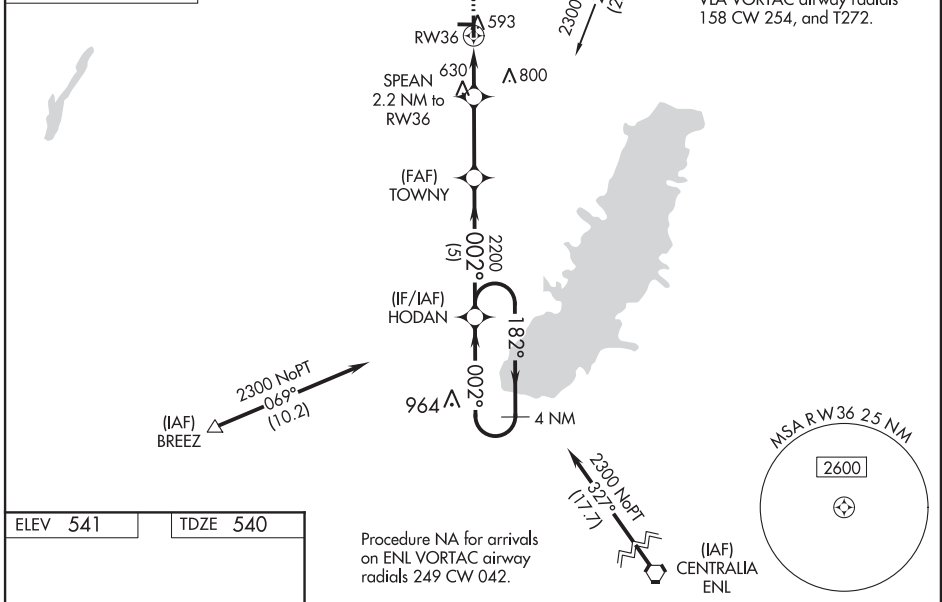 593
RW36
2300
VLA VORTAC airway radials
158 CW 254, and T272.
630
800
SPEAN
2.2 NM to
RW36
(FAF)
TOWNY
2200
002°
(5)
(IF/IAF)
HODAN
182°
002°
964
4 NM
2300 NoPT
069°
(10.2)
(IAF)
BREEZ
MSA RW36 25 NM
2600
2300 NoPT
327°
(17.7)
(IAF)
CENTRALIA
ENL
ELEV 541
TDZE 540
Procedure NA for arrivals
on ENL VORTAC airway
radials 249 CW 042.